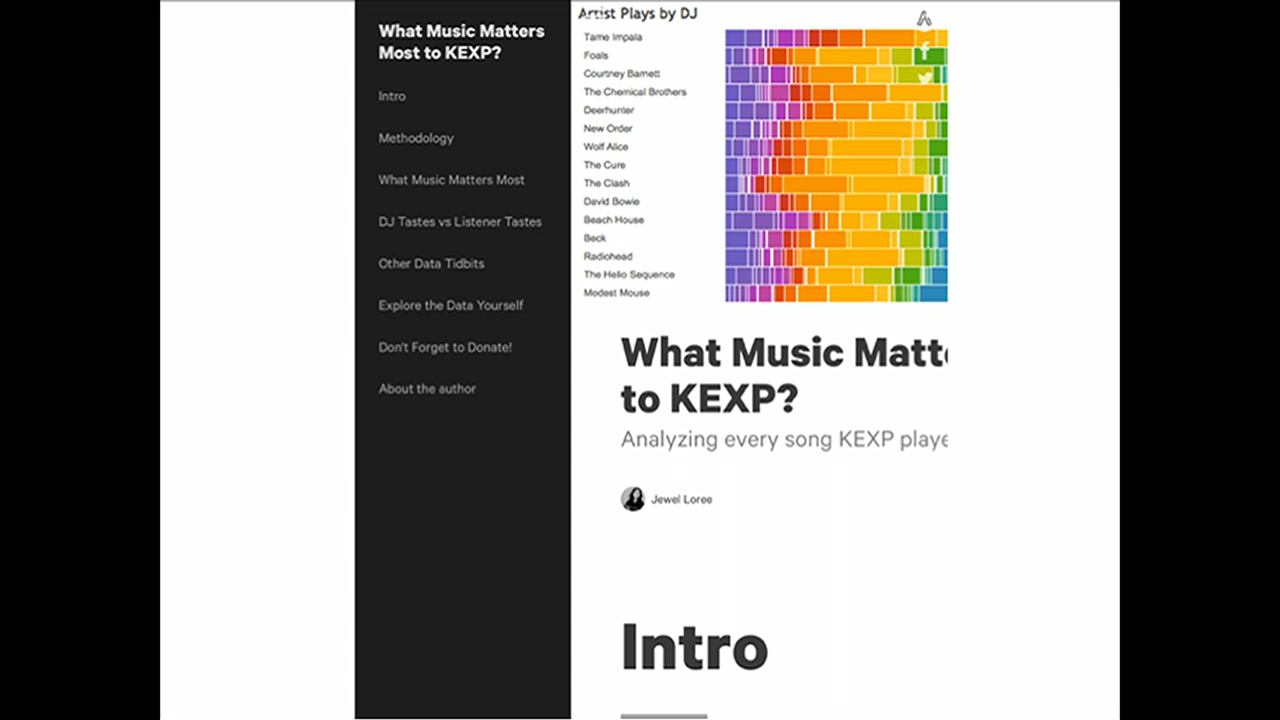 What Music Matters
Most to KEXP?
Intro
Methodology
What Music Matters Most
DJ Tastes vs Listener Tastes
Other Data Tidbits
Explore the Data Yourself
Don't Forget to Donate!
About the author
Artist Plays by DJ
Tame Impala
Foals
Courtney Barnett
The Chemical Brothers
Deerhunter
New Order
Wolf Alice
The Cure
The Clash
David Bowie
Beach House
Beck
Radiohead
The Helio Sequence
Modest Mouse
What Music Matt
to KEXP?
Analyzing every song KEXP playe
Jewel Loree
Intro